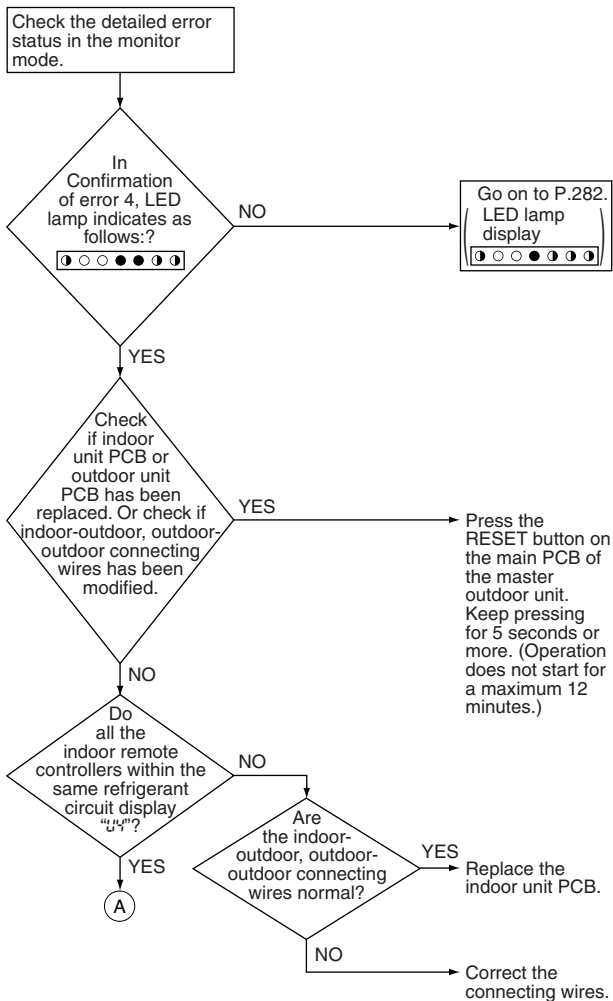 Check the detailed error
status in the monitor
mode.
In
Confirmation
of error 4, LED
lamp indicates as
follows:?
NO
Go on to P.282.
LED lamp
display
YES
Check
if indoor
unit PCB or
outdoor unit
PCB has been
replaced. Or check if
indoor-outdoor, outdoor-
outdoor connecting
wires has been
modified.
YES
Press the
RESET button on
the main PCB of
the master
outdoor unit.
Keep pressing
for 5 seconds or
more. (Operation
does not start for
a maximum 12
minutes.)
NO
Do
all the
indoor remote
controllers within the
same refrigerant
circuit display
“U4”?
NO
YES
A
Are
the indoor-
outdoor, outdoor-
outdoor connecting
wires normal?
YES
Replace the
indoor unit PCB.
NO
Correct the
connecting wires.